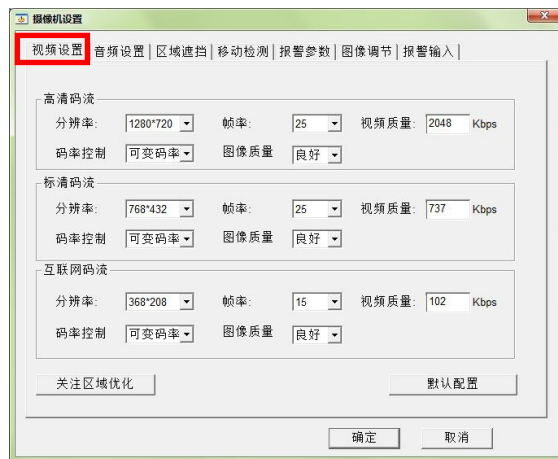 摄像机设置
视频设置 音频设置 区域遮挡 移动检测 报警参数 图像调节 报警输入
高清码流
分辨率: 1280*720 帧率: 25 视频质量: 2048 Kbps
码率控制 可变码率 图像质量 良好
标清码流
分辨率: 768*432 帧率: 25 视频质量: 737 Kbps
码率控制 可变码率 图像质量 良好
互联网码流
分辨率: 368*208 帧率: 15 视频质量: 102 Kbps
码率控制 可变码率 图像质量 良好
关注区域优化 默认配置
确定 取消